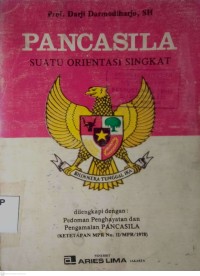 Prof. Darji Darmodiharjo, SH
PANCASILA
SUATU ORIENTASI SINGKAT
BHINNEKA TUNGGAL IKA
dilengkapi dengan:
Pedoman Penghayatan dan
Pengamalan PANCASILA
(KETETAPAN MPR No. II/MPR/1978)
P
PENERBIT
ARIES LIMA